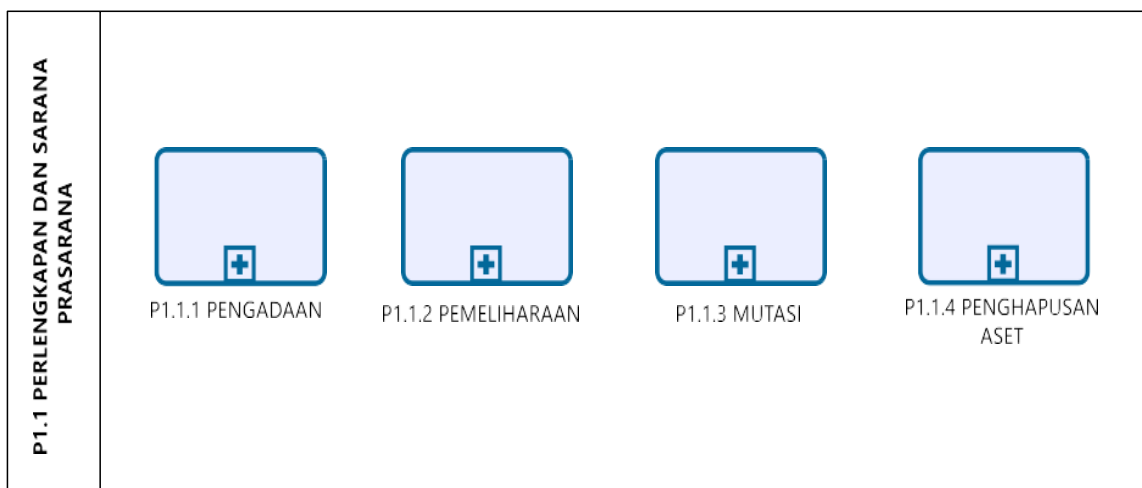 P1.1 PERLENGKAPAN DAN SARANA
PRASARANA
P1.1.1 PENGADAAN
P1.1.2 PEMELIHARAAN
P1.1.3 MUTASI
P1.1.4 PENGHAPUSAN
ASET